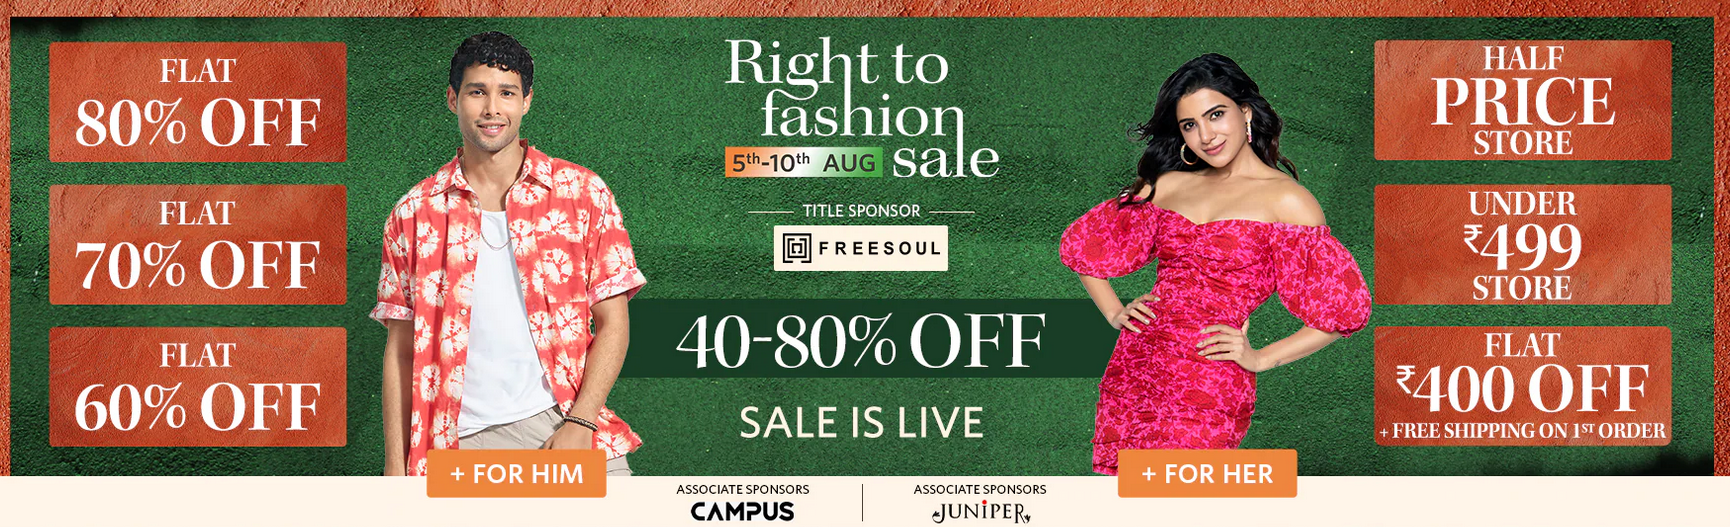 FLAT
80% OFF
FLAT
70% OFF
FLAT
60% OFF
Right to
fashion
5th-10th AUG sale
TITLE SPONSOR
FREESOUL
40-80% OFF
SALE IS LIVE
HALF
PRICE
STORE
UNDER
₹499
STORE
FLAT
₹400 OFF
+ FREE SHIPPING ON 1ST ORDER
+ FOR HIM
+ FOR HER
ASSOCIATE SPONSORS
CAMPUS
ASSOCIATE SPONSORS
JUNIPER